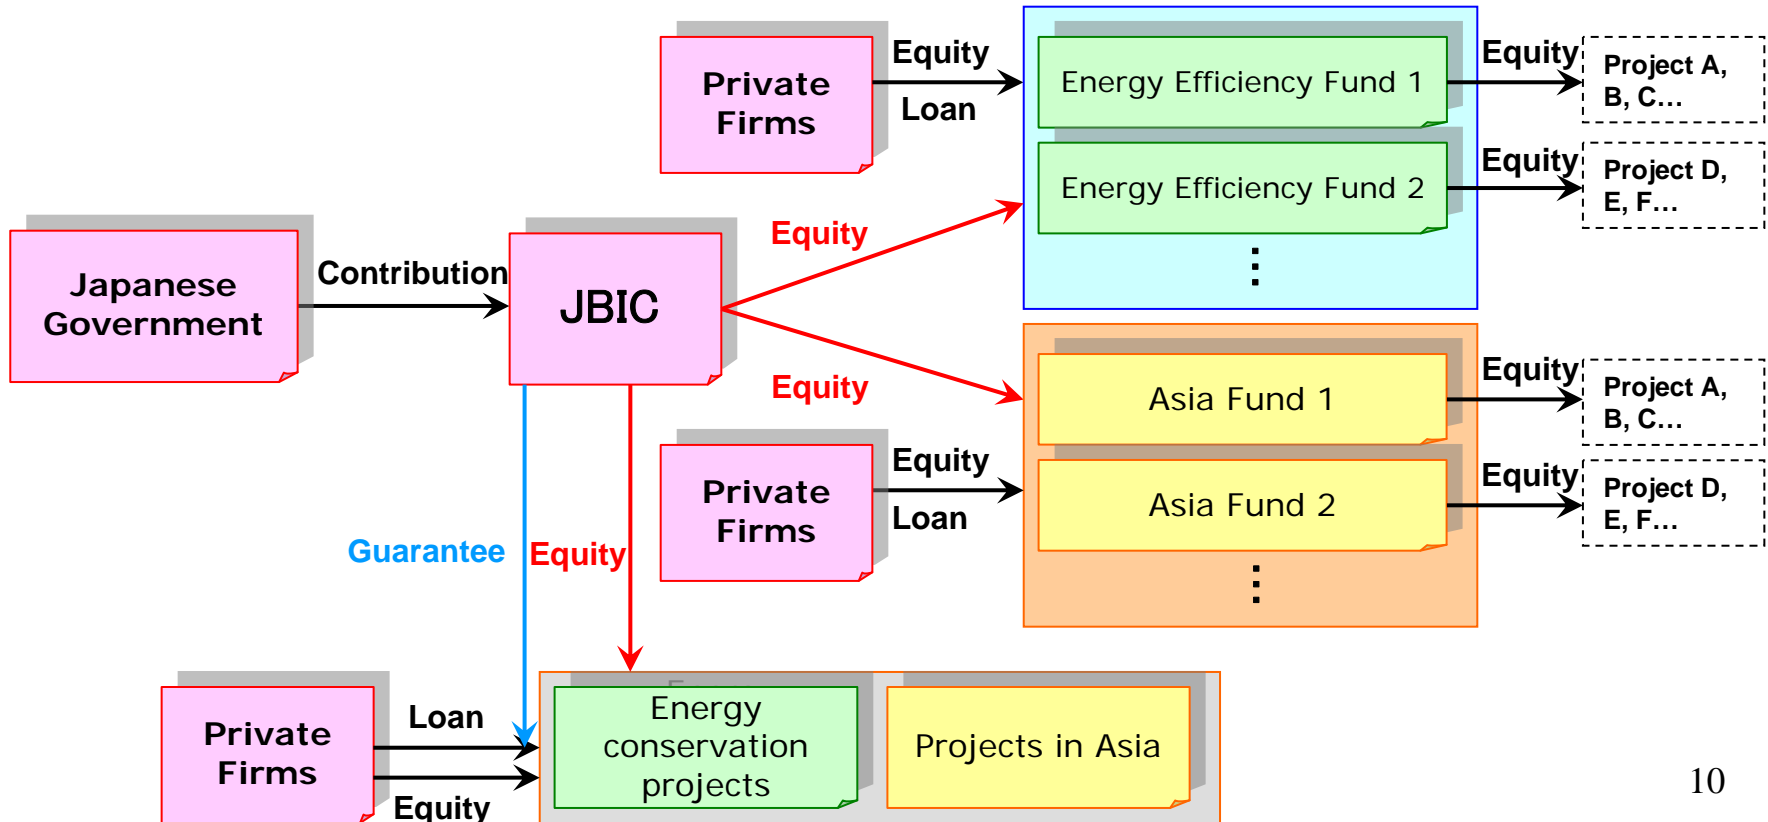 Equity
Loan
Private
Firms
Energy Efficiency Fund 1
Equity
Project A,
B, C...
Energy Efficiency Fund 2
Equity
Project D,
E, F...
⋮
Japanese
Government
Contribution
JBIC
Equity
Equity
Asia Fund 1
Equity
Project A,
B, C...
Private
Firms
Equity
Loan
Asia Fund 2
Equity
Project D,
E, F...
⋮
Guarantee
Equity
Private
Firms
Loan
Equity
Energy
conservation
projects
Projects in Asia
10